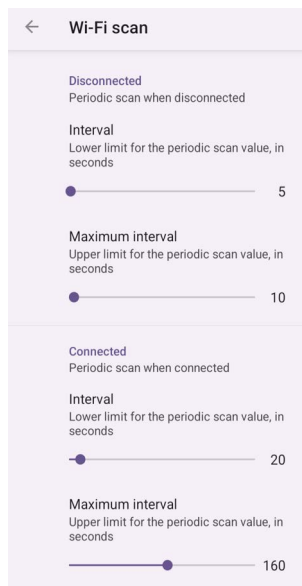 Wi-Fi scan
Disconnected
Periodic scan when disconnected
Interval
Lower limit for the periodic scan value, in
seconds
5
Maximum interval
Upper limit for the periodic scan value, in
seconds
10
Connected
Periodic scan when connected
Interval
Lower limit for the periodic scan value, in
seconds
20
Maximum interval
Upper limit for the periodic scan value, in
seconds
160